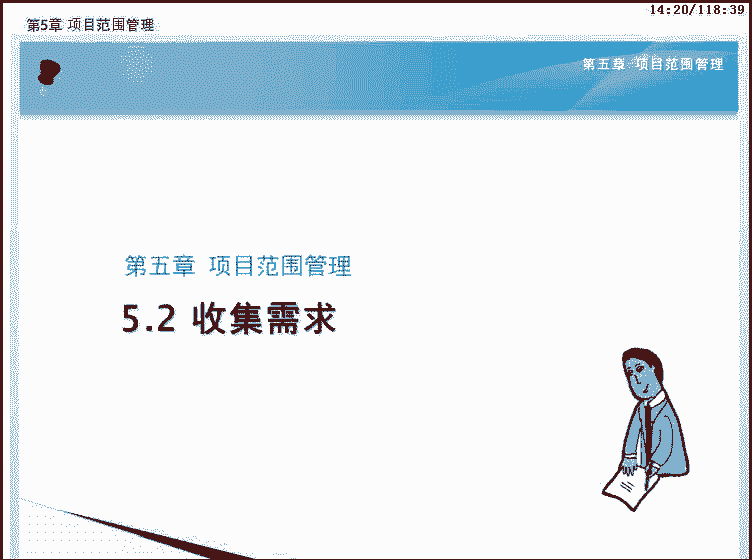 14:20/118:39
第5章 项目范围管理
第五章 项目范围管理
第五章 项目范围管理
5.2 收集需求